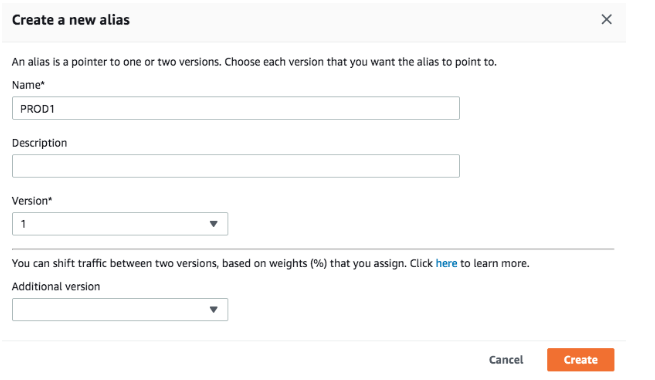 Create a new alias
An alias is a pointer to one or two versions. Choose each version that you want the alias to point to.
Name*
PROD1
Description
Version*
1
You can shift traffic between two versions, based on weights (%) that you assign. Click here to learn more.
Additional version
Cancel Create